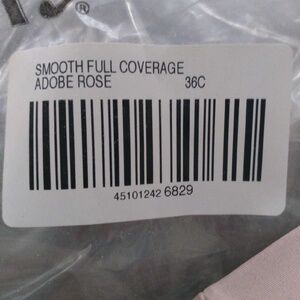 SMOOTH FULL COVERAGE
ADOBE ROSE 36C
45101242 6829